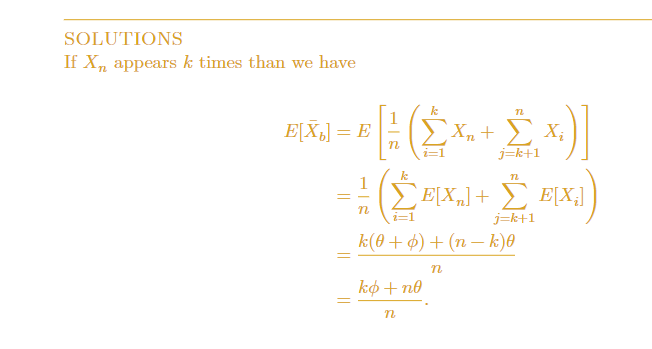 SOLUTIONS
If $X_n$ appears $k$ times than we have
$E[\bar{X}_b] = E\left[\frac{1}{n}\left(\sum_{i=1}^{k} X_n + \sum_{j=k+1}^{n} X_i\right)\right]$
$= \frac{1}{n}\left(\sum_{i=1}^{k} E[X_n] + \sum_{j=k+1}^{n} E[X_i]\right)$
$= \frac{k(\theta + \phi) + (n - k)\theta}{n}$
$= \frac{k\phi + n\theta}{n}.$